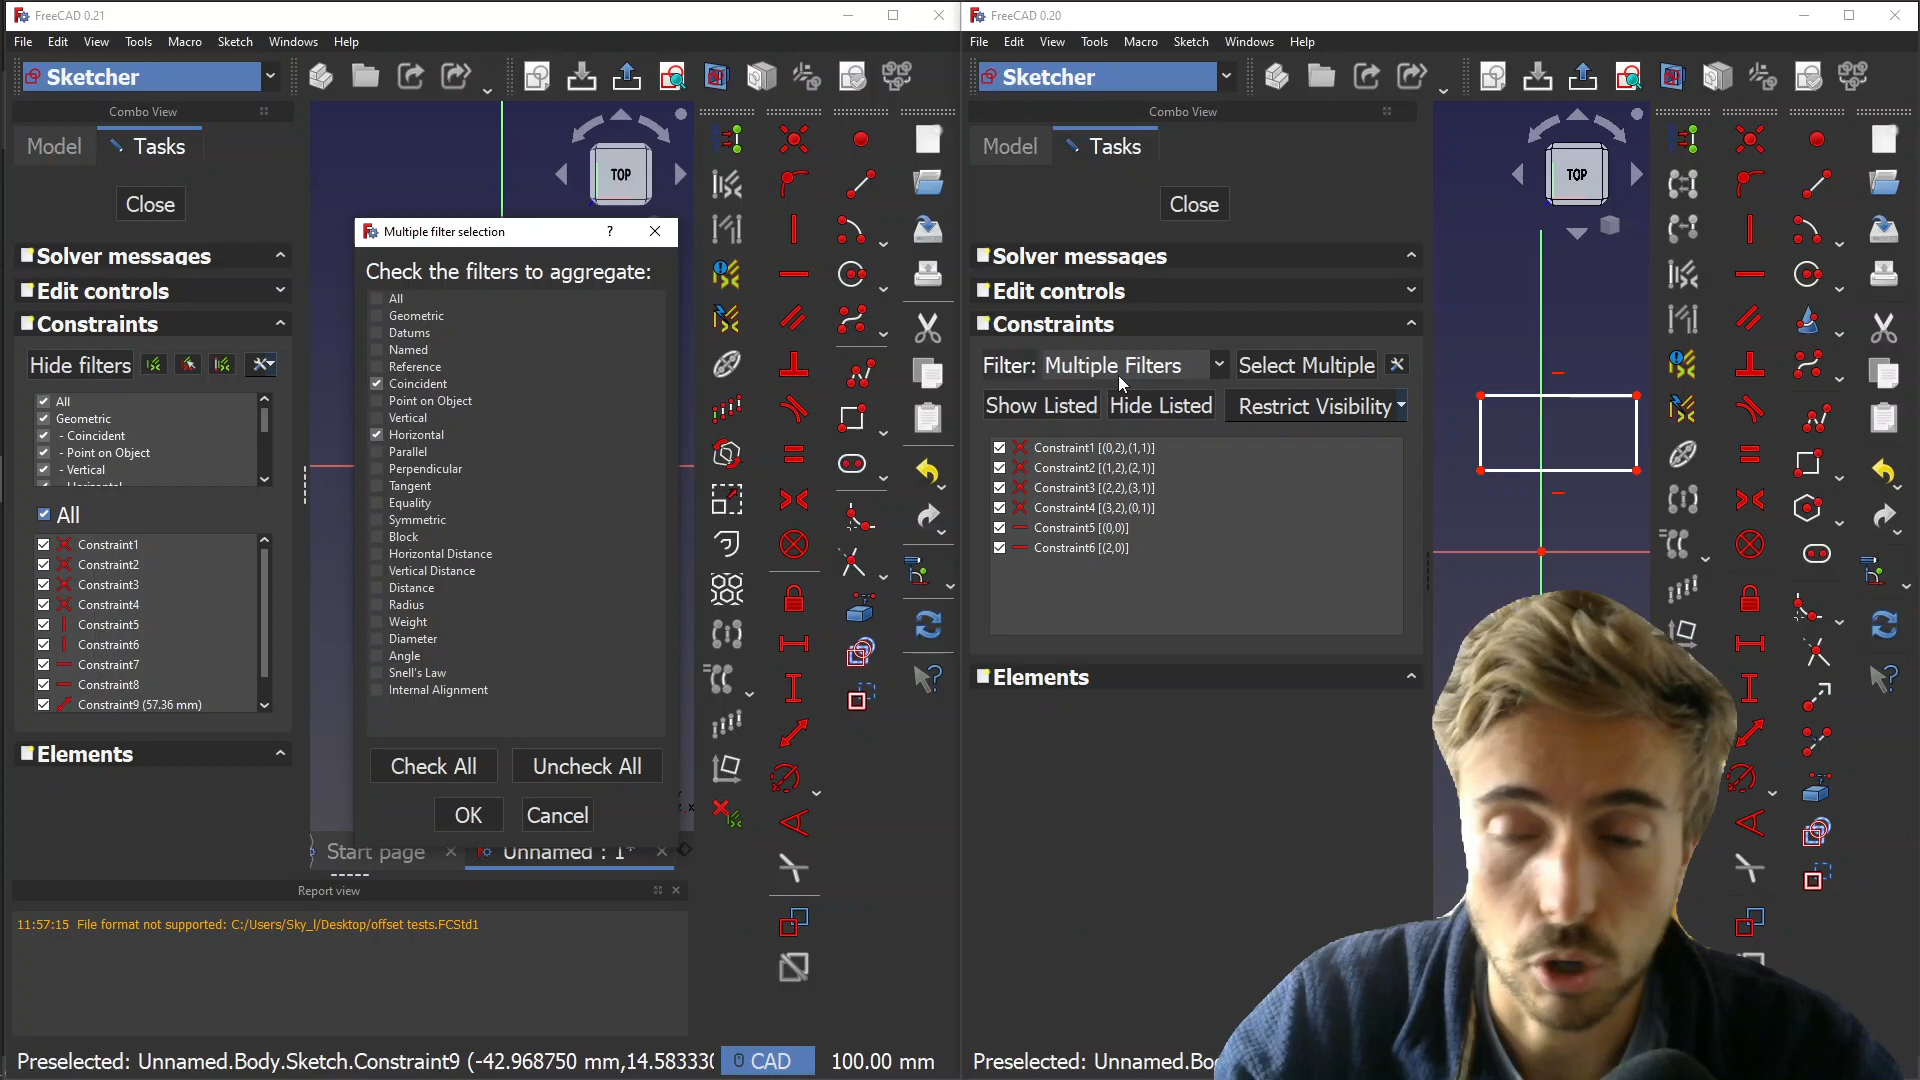 FreeCAD 0.21
File Edit View Tools Macro Sketch Windows Help
Sketcher
Combo View
Model Tasks
Close
Solver messages
Edit controls
Constraints
Hide filters
All
Geometric
- Coincident
- Point on Object
- Vertical
All
Constraint1
Constraint2
Constraint3
Constraint4
Constraint5
Constraint6
Constraint7
Constraint8
Constraint9 (57.36 mm)
Elements
TOP
Multiple filter selection ?
Check the filters to aggregate:
All
Geometric
Datums
Named
Reference
Coincident
Point on Object
Vertical
Horizontal
Parallel
Perpendicular
Tangent
Equality
Symmetric
Block
Horizontal Distance
Vertical Distance
Distance
Radius
Weight
Diameter
Angle
Snell's Law
Internal Alignment
Check All Uncheck All
OK Cancel
Start page Unnamed : 1*
Report view
11:57:15 File format not supported: C:/Users/Sky_l/Desktop/offset tests.FCStd1
Preselected: Unnamed.Body.Sketch.Constraint9 (-42.968750 mm,14.583330 CAD 100.00 mm
FreeCAD 0.20
File Edit View Tools Macro Sketch Windows Help
Sketcher
Combo View
Model Tasks
Close
Solver messages
Edit controls
Constraints
Filter: Multiple Filters Select Multiple
Show Listed Hide Listed Restrict Visibility
Constraint1 [(0,2),(1,1)]
Constraint2 [(1,2),(2,1)]
Constraint3 [(2,2),(3,1)]
Constraint4 [(3,2),(0,1)]
Constraint5 [(0,0)]
Constraint6 [(2,0)]
Elements
TOP
Preselected: